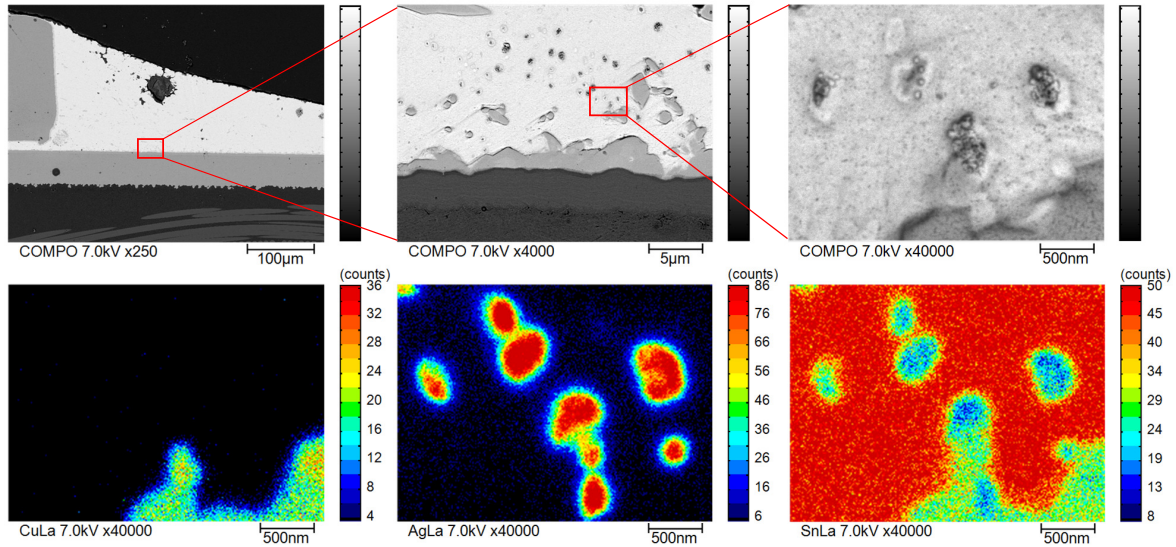 COMPO 7.0kV x250
100µm
COMPO 7.0kV x4000
5µm
COMPO 7.0kV x40000
500nm
(counts)
36
32
28
24
20
16
12
8
4
CuLa 7.0kV x40000
500nm
(counts)
86
76
66
56
46
36
26
16
6
AgLa 7.0kV x40000
500nm
(counts)
50
45
40
34
29
24
19
13
8
SnLa 7.0kV x40000
500nm